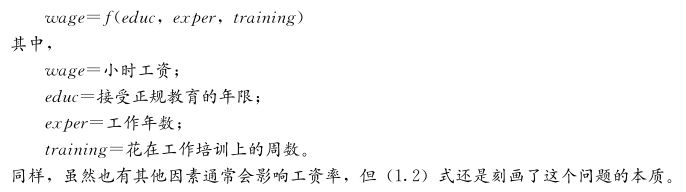 wage=f(educ, exper, training)
其中，
wage=小时工资；
educ=接受正规教育的年限；
exper=工作年数；
training=花在工作培训上的周数。
同样，虽然也有其他因素通常会影响工资率，但（1.2）式还是刻画了这个问题的本质。